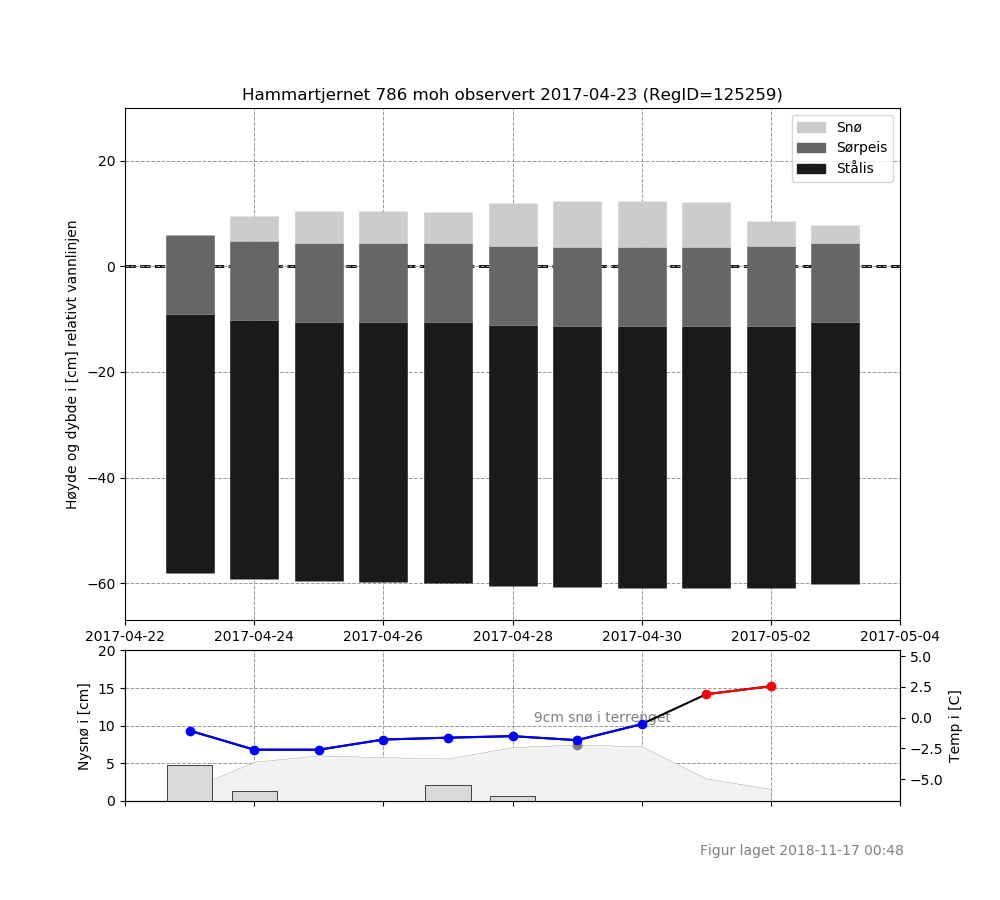 Hammartjernet 786 moh observert 2017-04-23 (RegID=125259)
Snø
Sørpeis
Stålis
Høyde og dybde i [cm] relativt vannlinjen
20
0
−20
−40
−60
2017-04-22 2017-04-24 2017-04-26 2017-04-28 2017-04-30 2017-05-02 2017-05-04
Nysnø i [cm]
20
15
10
5
0
9cm snø i terrenget
5.0
2.5
0.0
−2.5
−5.0
Temp i [C]
Figur laget 2018-11-17 00:48